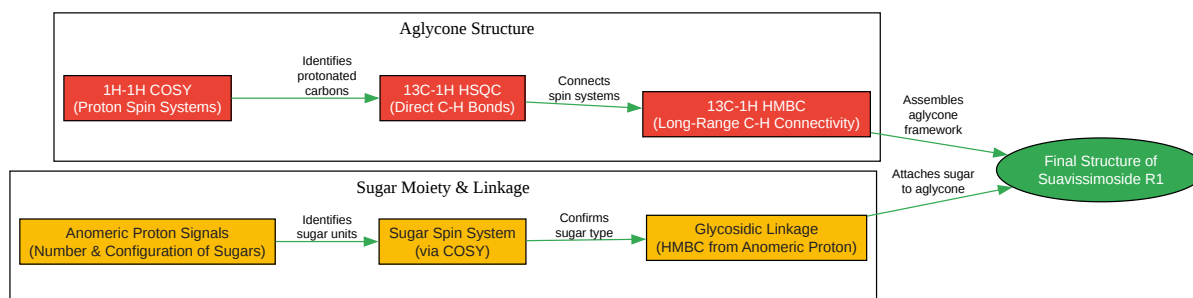 Aglycone Structure
1H-1H COSY
(Proton Spin Systems)
Identifies
protonated
carbons
13C-1H HSQC
(Direct C-H Bonds)
Connects
spin systems
13C-1H HMBC
(Long-Range C-H Connectivity)
Assembles
aglycone
framework
Final Structure of
Suavissimoside R1
Sugar Moiety & Linkage
Anomeric Proton Signals
(Number & Configuration of Sugars)
Identifies
sugar units
Sugar Spin System
(via COSY)
Confirms
sugar type
Glycosidic Linkage
(HMBC from Anomeric Proton)
Attaches sugar
to aglycone